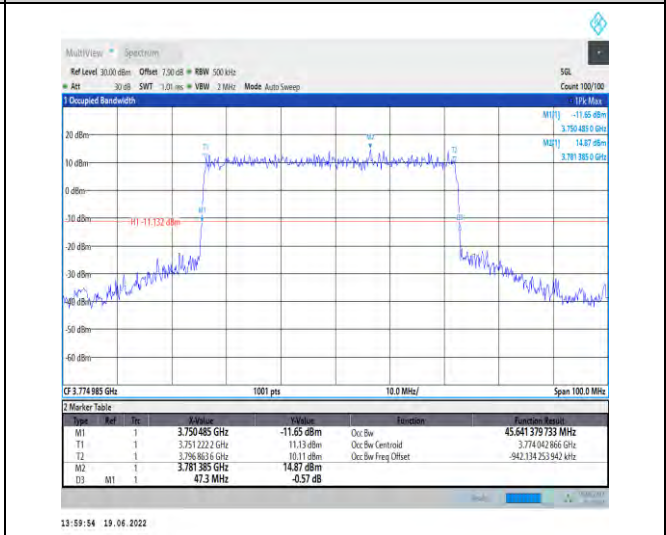 MultiView Spectrum
Ref Level 30.00 dBm Offset 7.90 dB RBW 500 kHz SGL
Att 30 dB SWT 1.01 ms VBW 2 MHz Mode Auto Sweep Count 100/100
1 Occupied Bandwidth 1Pk Max
M1[1] -11.65 dBm
3.750 485 0 GHz
20 dBm M2[1] 14.87 dBm
3.781 385 0 GHz
T1 T2
10 dBm
0 dBm
M1
-10 dBm
H1 -11.132 dBm
-20 dBm
-30 dBm
-40 dBm
-50 dBm
-60 dBm
CF 3.774 985 GHz 1001 pts 10.0 MHz/ Span 100.0 MHz
2 Marker Table
Type Ref Trc X-Value Y-Value Function Function Result
M1 1 3.750485 GHz -11.65 dBm Occ Bw 45.641 379 733 MHz
T1 1 3.751 222 2 GHz 11.13 dBm Occ Bw Centroid 3.774 042 866 GHz
T2 1 3.796 863 6 GHz 10.11 dBm Occ Bw Freq Offset -942.134 253 942 kHz
M2 1 3.781 385 GHz 14.87 dBm
D3 M1 1 47.3 MHz -0.57 dB
13:59:54 19.06.2022